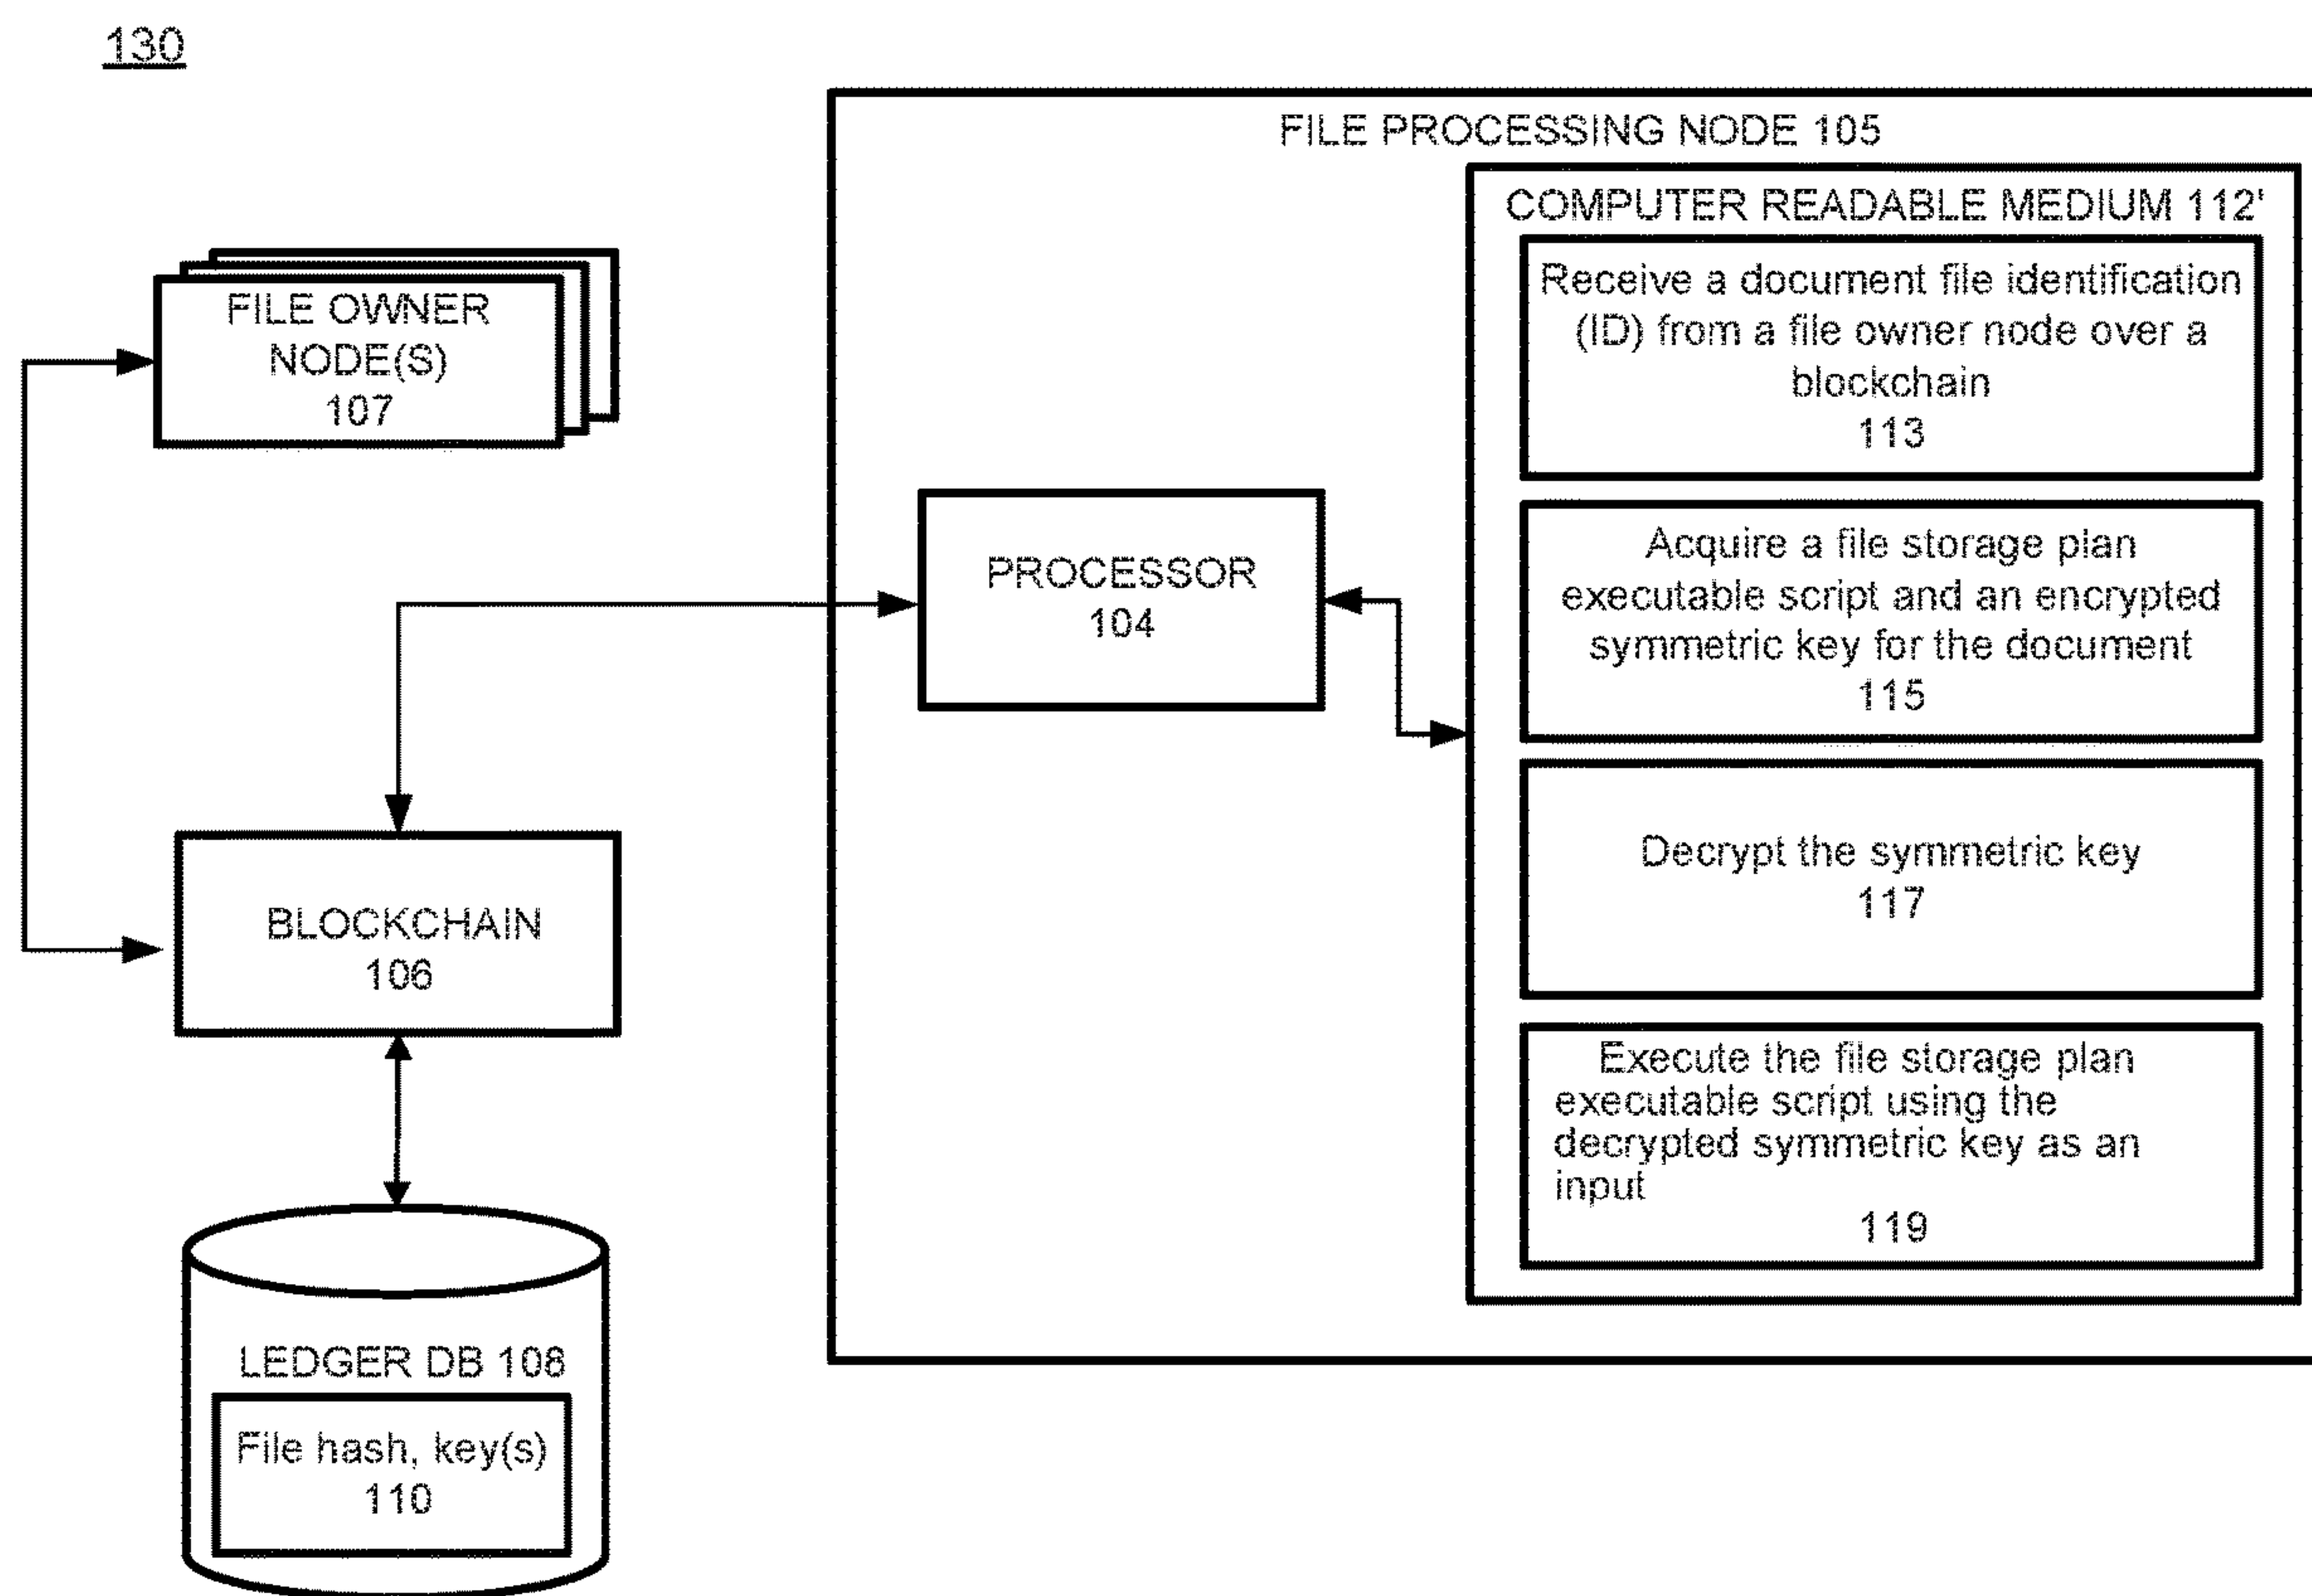 130
FILE PROCESSING NODE 105
COMPUTER READABLE MEDIUM 112'
Receive a document file identification
(ID) from a file owner node over a
blockchain
113
FILE OWNER
NODE(S)
107
Acquire a file storage plan
executable script and an encrypted
symmetric key for the document
115
PROCESSOR
104
Decrypt the symmetric key
117
BLOCKCHAIN
106
Execute the file storage plan
executable script using the
decrypted symmetric key as an
input
119
LEDGER DB 108
File hash, key(s)
110